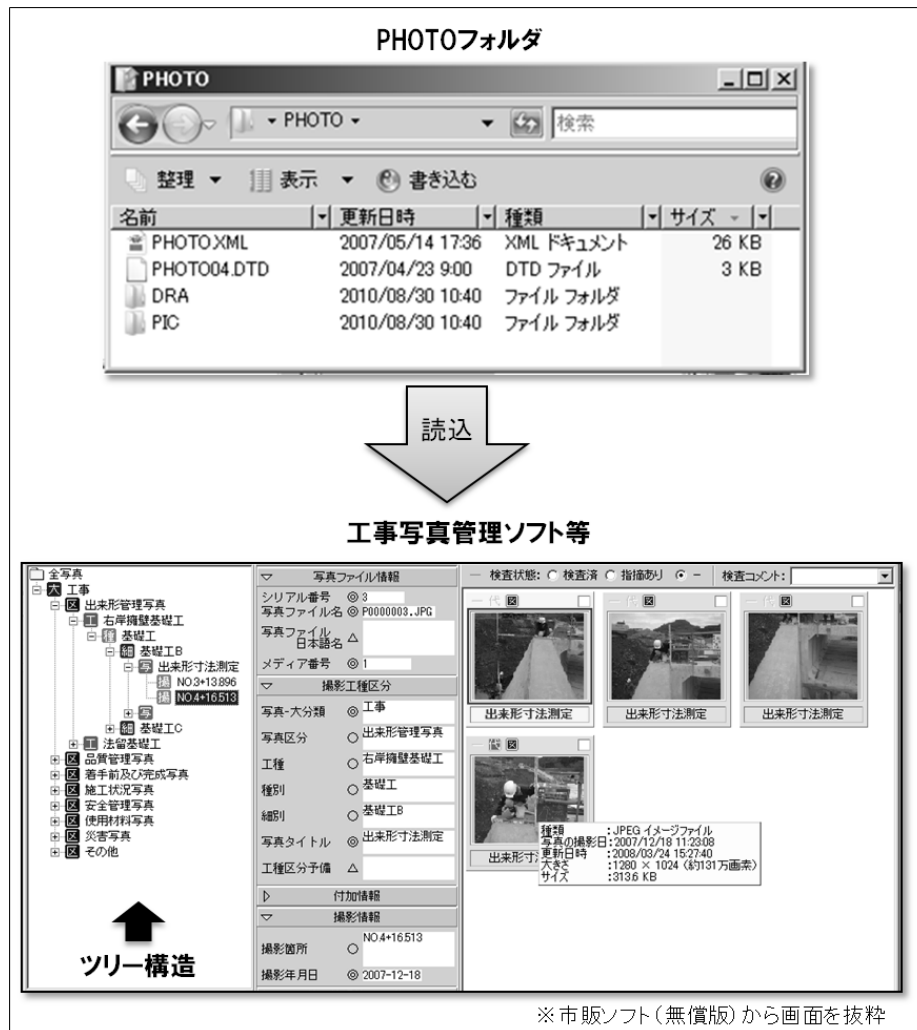 PHOTOフォルダ
PHOTO
PHOTO
検索
整理 表示 書き込む
名前 更新日時 種類 サイズ
PHOTO.XML 2007/05/14 17:36 XML ドキュメント 26 KB
PHOTO04.DTD 2007/04/23 9:00 DTD ファイル 3 KB
DRA 2010/08/30 10:40 ファイル フォルダ
PIC 2010/08/30 10:40 ファイル フォルダ
読込
工事写真管理ソフト等
全写真
大 工事
区 出来形管理写真
工 右岸擁壁基礎工
種 基礎工
細 基礎工B
写 出来形寸法測定
撮 NO.3+13.896
撮 NO.4+16.513
写
細 基礎工C
工 法留基礎工
区 品質管理写真
区 着手前及び完成写真
区 施工状況写真
区 安全管理写真
区 使用材料写真
区 災害写真
区 その他
ツリー構造
写真ファイル情報
シリアル番号 ◎ 3
写真ファイル名 ◎ P0000003.JPG
写真ファイル日本語名 △
メディア番号 ◎ 1
撮影工種区分
写真-大分類 ◎ 工事
写真区分 ○ 出来形管理写真
工種 ○ 右岸擁壁基礎工
種別 ○ 基礎工
細別 ○ 基礎工B
写真タイトル ◎ 出来形寸法測定
工種区分予備 △
付加情報
撮影情報
撮影箇所 ○ NO.4+16.513
撮影年月日 ◎ 2007-12-18
検査状態: 検査済 指摘あり - 検査コメント:
代 図
代 図
代 図
出来形寸法測定
出来形寸法測定
出来形寸法測定
図
出来形寸
種類 :JPEG イメージファイル
写真の撮影日:2007/12/18 11:23:08
更新日時 :2008/03/24 15:27:40
大きさ :1280 × 1024 (約131万画素)
サイズ :313.6 KB
※市販ソフト(無償版)から画面を抜粋